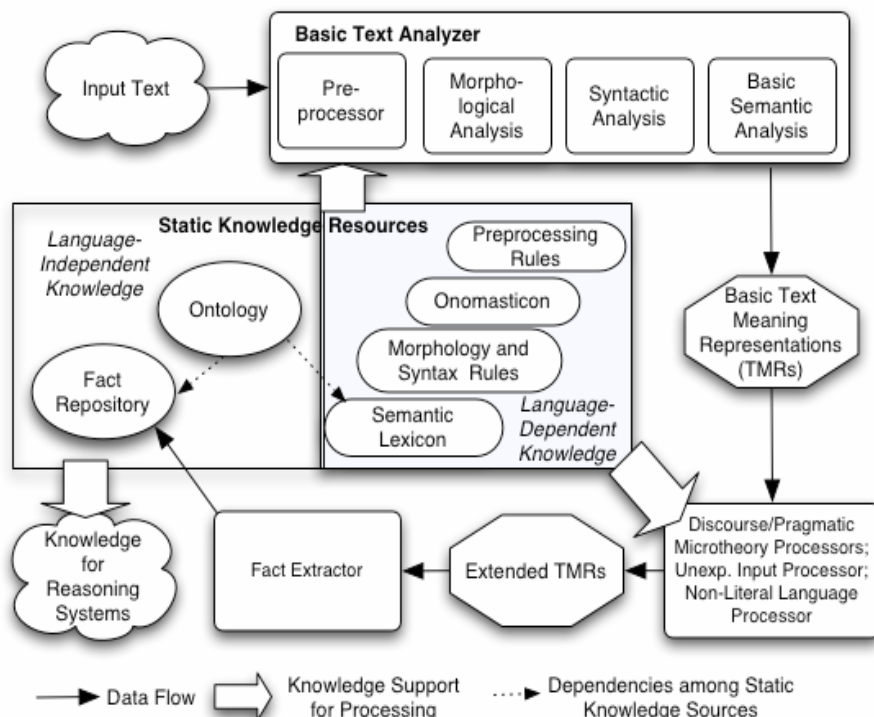 Basic Text Analyzer
Input Text
Pre-
processor
Morpho-
logical
Analysis
Syntactic
Analysis
Basic
Semantic
Analysis
Static Knowledge Resources
Language-
Independent
Knowledge
Ontology
Fact
Repository
Preprocessing
Rules
Onomasticon
Morphology and
Syntax Rules
Semantic
Lexicon
Language-
Dependent
Knowledge
Basic Text
Meaning
Representations
(TMRs)
Knowledge
for
Reasoning
Systems
Fact Extractor
Extended TMRs
Discourse/Pragmatic
Microtheory Processors;
Unexp. Input Processor;
Non-Literal Language
Processor
Data Flow
Knowledge Support
for Processing
Dependencies among Static
Knowledge Sources